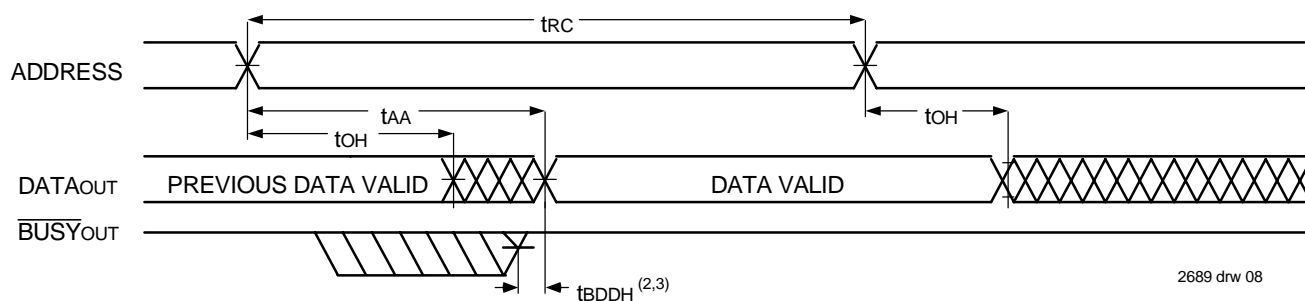 tRC
ADDRESS
tAA
tOH
tOH
DATAOUT
PREVIOUS DATA VALID
DATA VALID
BUSYOUT
tBDDH (2,3)
2689 drw 08